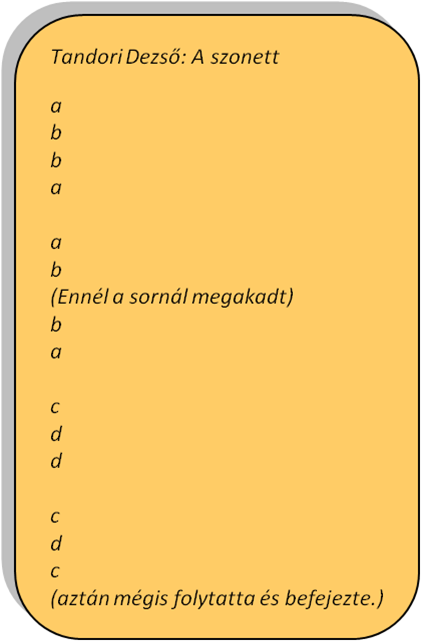 Tandori Dezső: A szonett
a
b
b
a
a
b
(Ennél a sornál megakadt)
b
a
c
d
d
c
d
c
(aztán mégis folytatta és befejezte.)